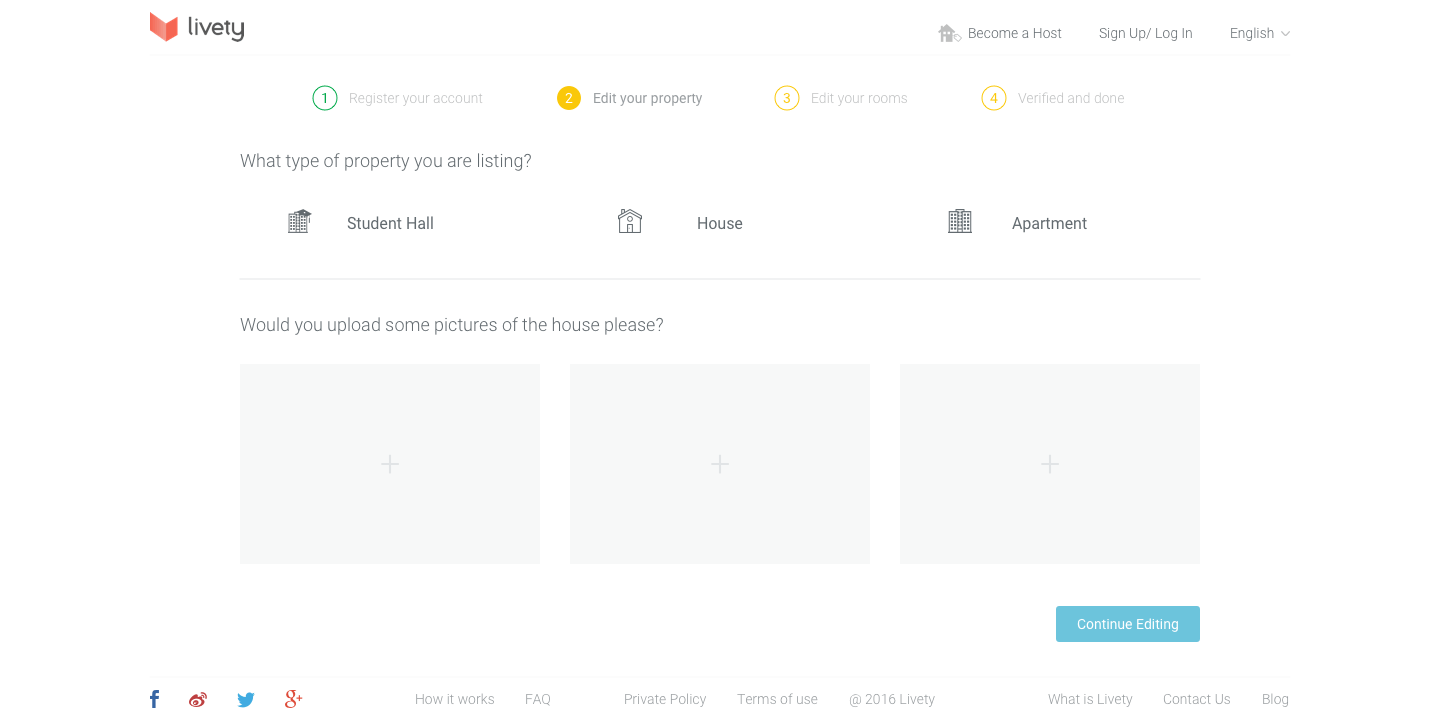 livety
Become a Host
Sign Up/ Log In
English
1 Register your account
2 Edit your property
3 Edit your rooms
4 Verified and done
What type of property you are listing?
Student Hall
House
Apartment
Would you upload some pictures of the house please?
Continue Editing
How it works
FAQ
Private Policy
Terms of use
@ 2016 Livety
What is Livety
Contact Us
Blog